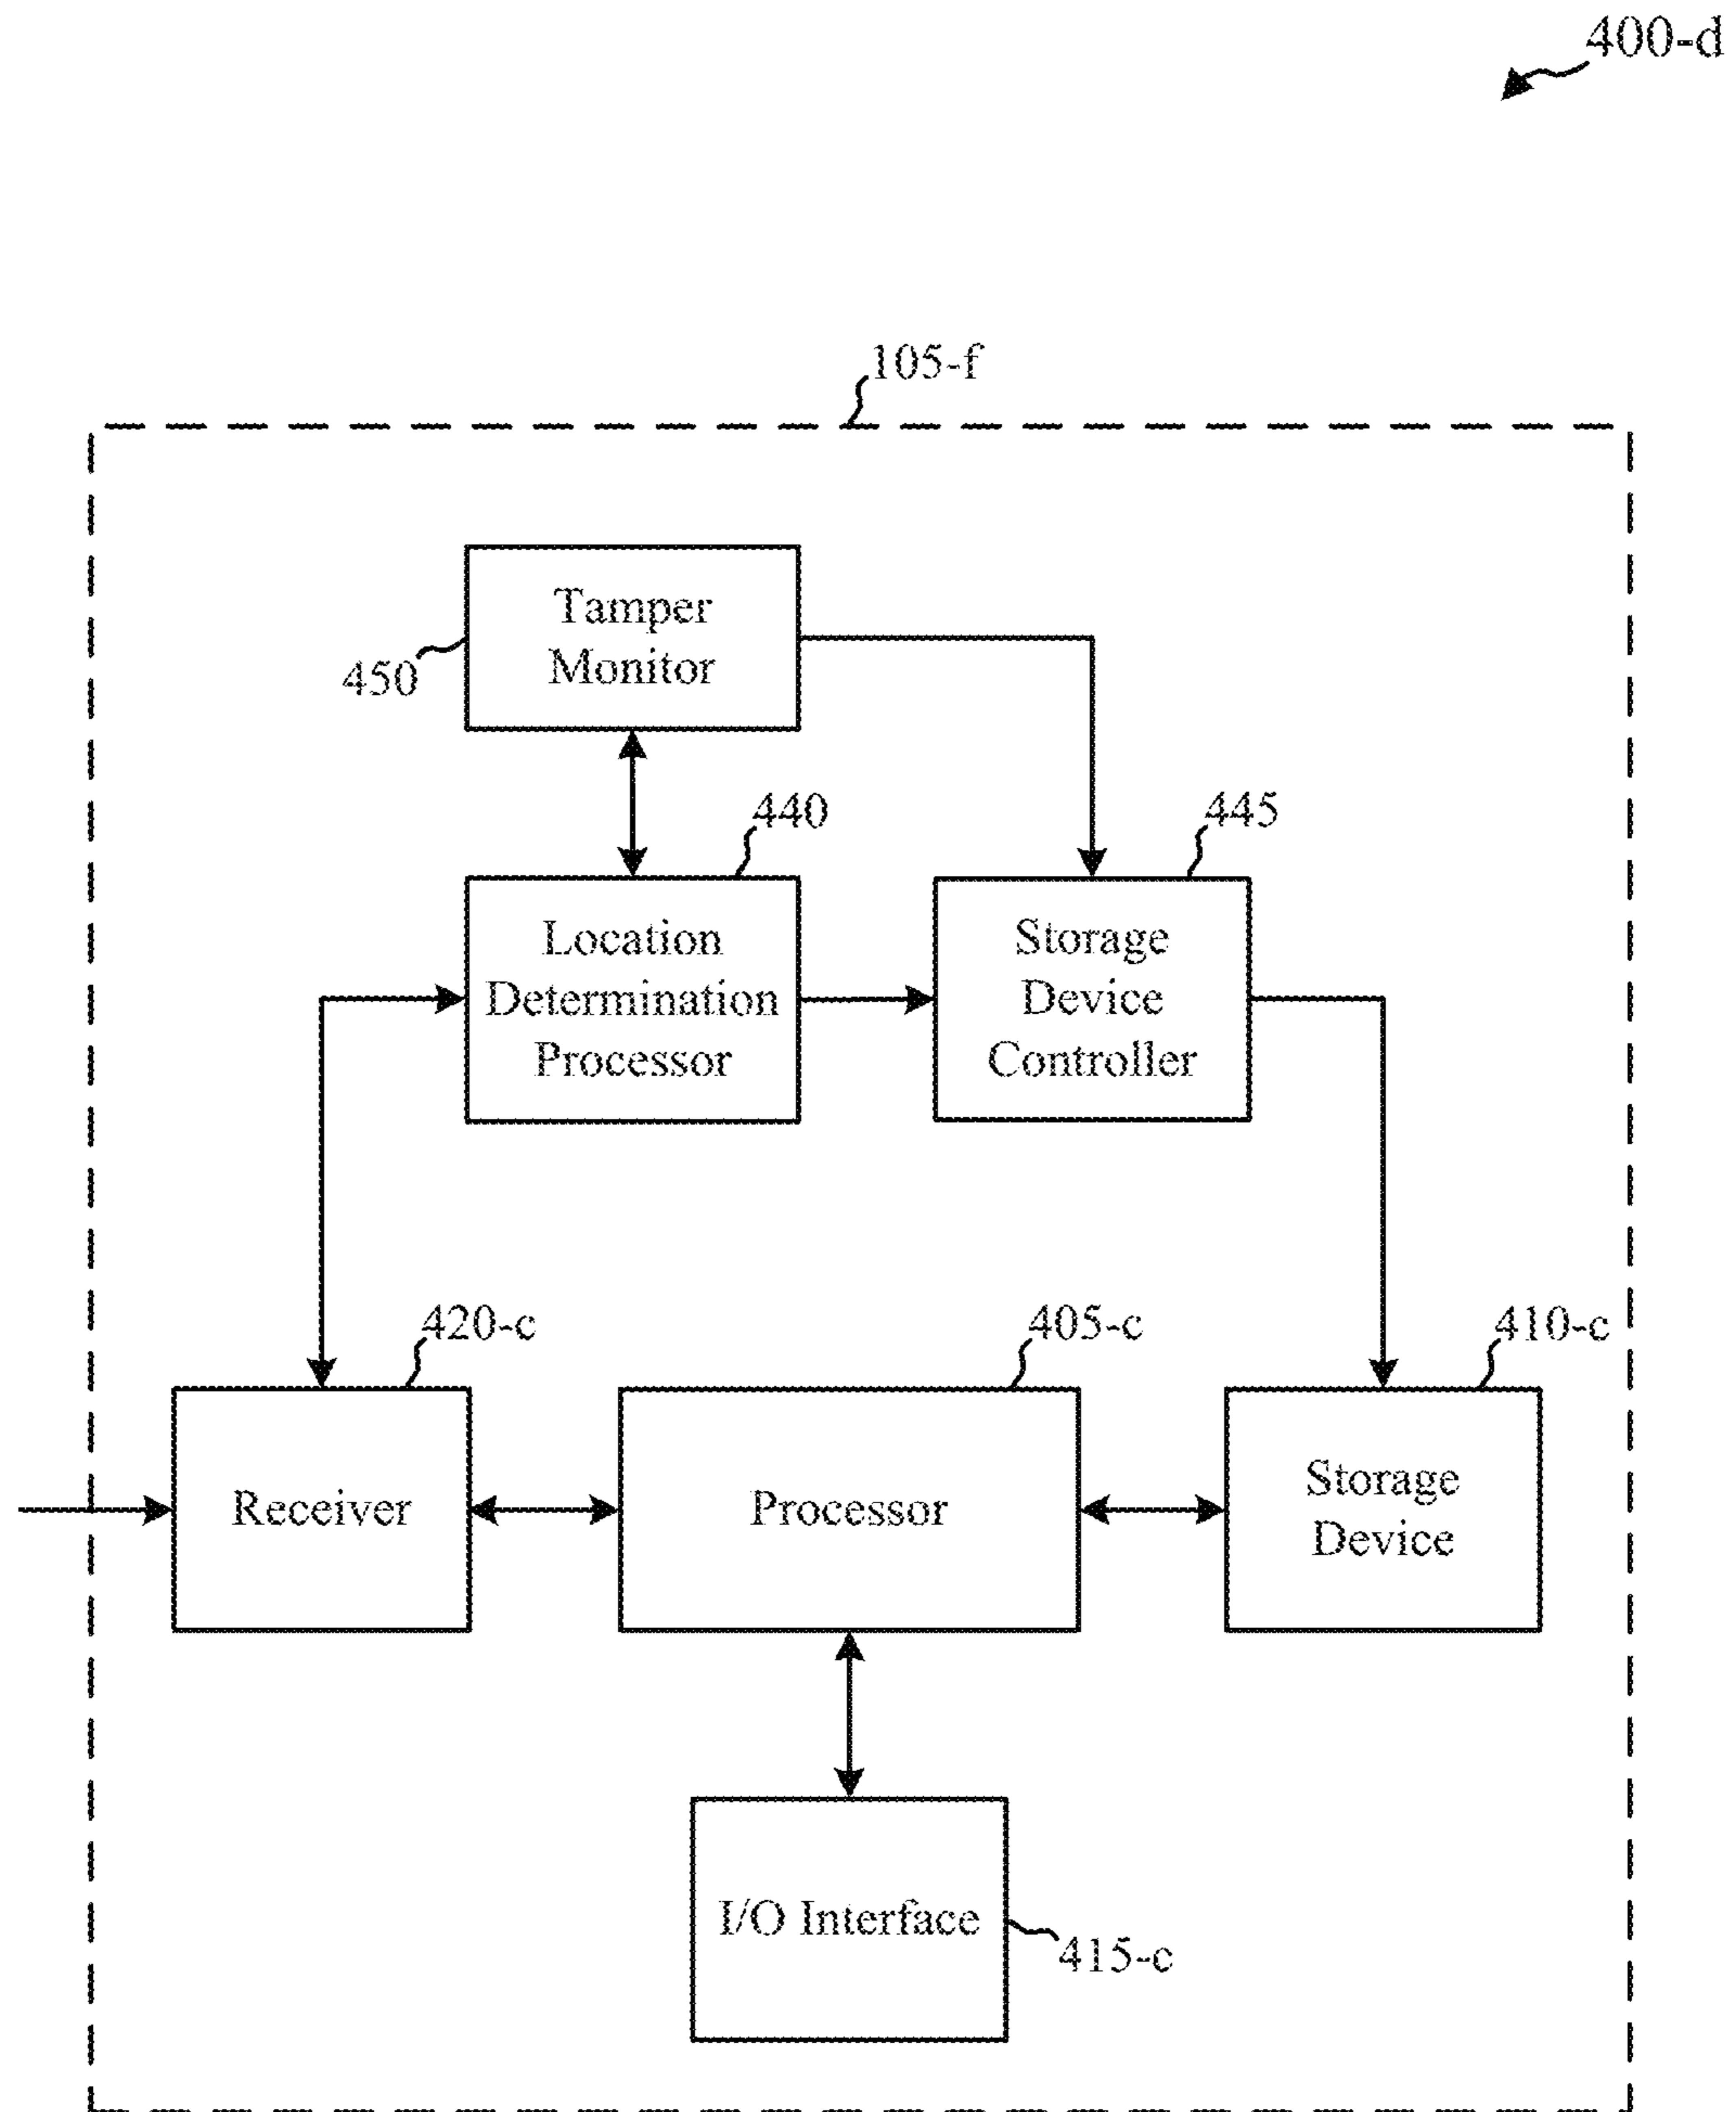 400-d
105-f
Tamper
Monitor
450
440
445
Location
Determination
Processor
Storage
Device
Controller
420-c
405-c
410-c
Receiver
Processor
Storage
Device
I/O Interface
415-c